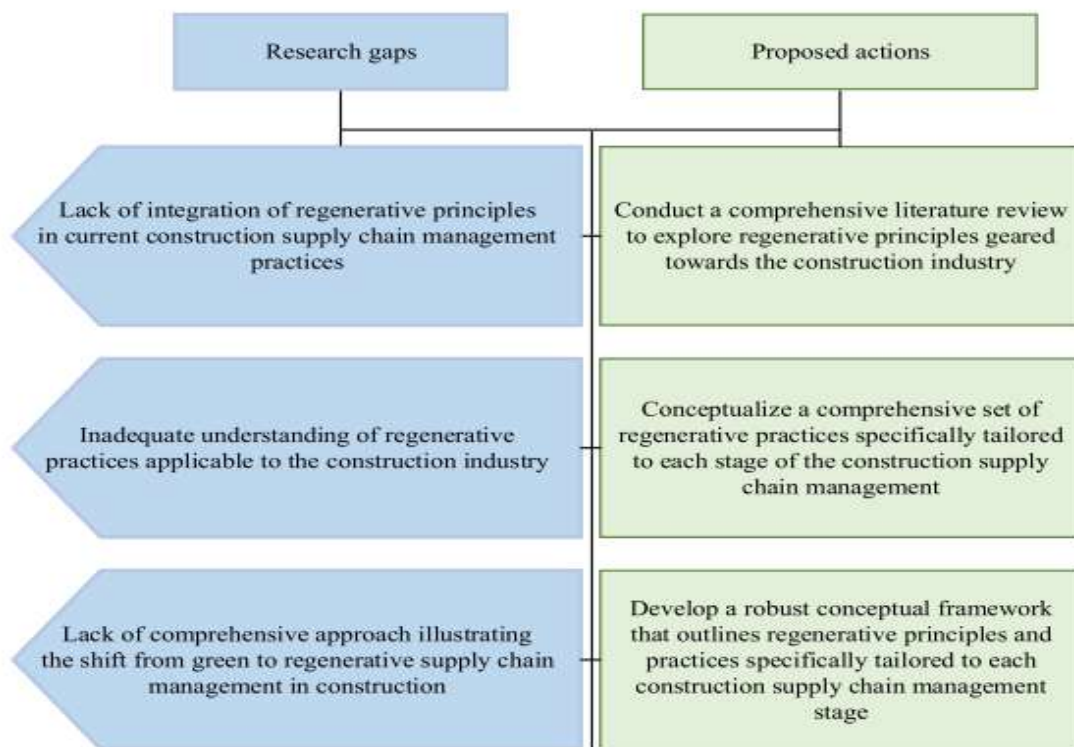 Research gaps
Proposed actions
Lack of integration of regenerative principles
in current construction supply chain management
practices
Conduct a comprehensive literature review
to explore regenerative principles geared
towards the construction industry
Inadequate understanding of regenerative
practices applicable to the construction industry
Conceptualize a comprehensive set of
regenerative practices specifically tailored
to each stage of the construction supply
chain management
Lack of comprehensive approach illustrating
the shift from green to regenerative supply chain
management in construction
Develop a robust conceptual framework
that outlines regenerative principles and
practices specifically tailored to each
construction supply chain management
stage